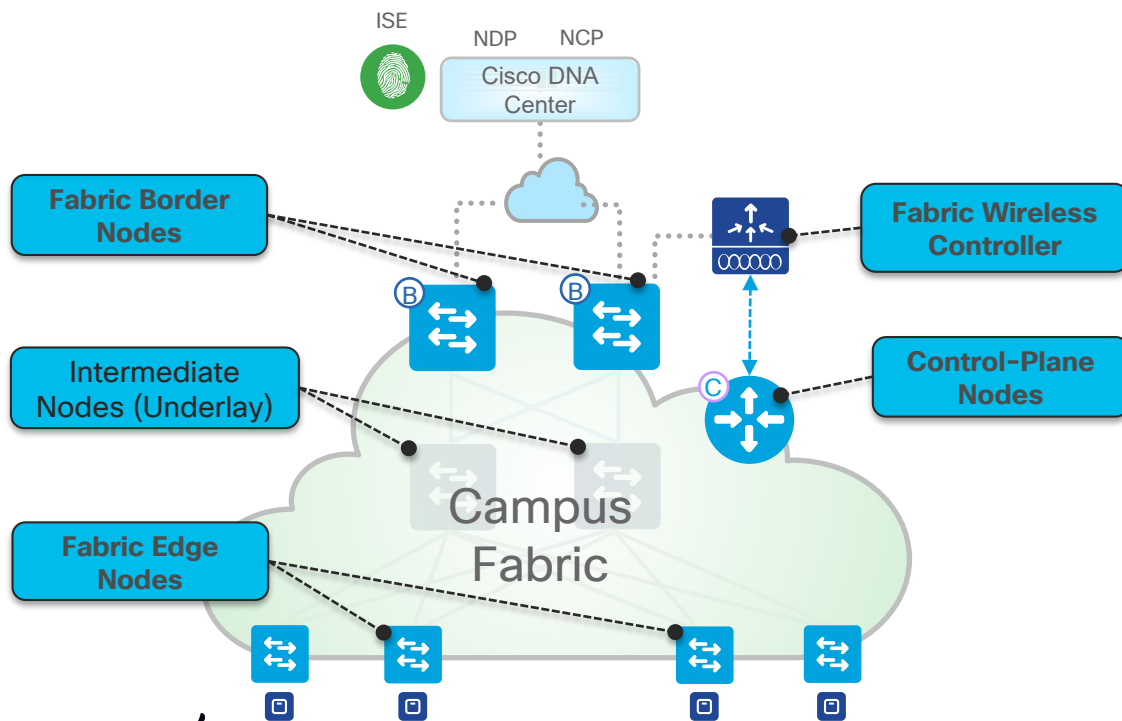 ISE
NDP
NCP
Cisco DNA
Center
Fabric Border
Nodes
Fabric Wireless
Controller
B
B
Intermediate
Nodes (Underlay)
Control-Plane
Nodes
C
Campus
Fabric
Fabric Edge
Nodes